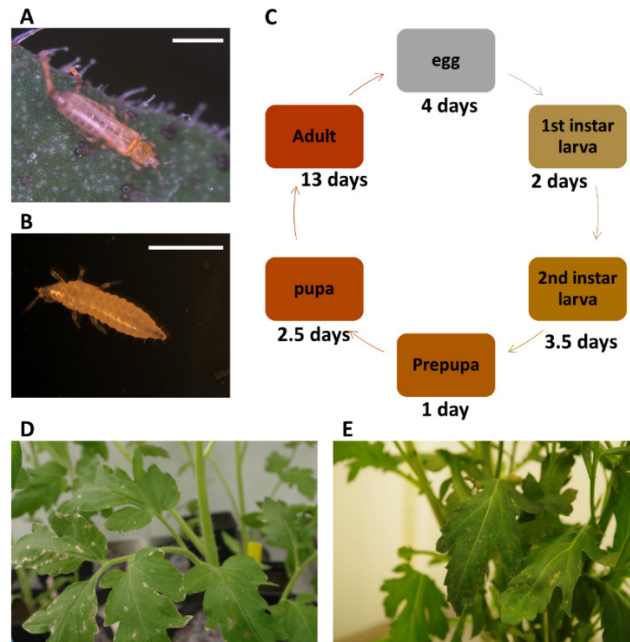 A
B
C
egg
4 days
1st instar
larva
2 days
2nd instar
larva
3.5 days
Prepupa
1 day
pupa
2.5 days
Adult
13 days
D
E